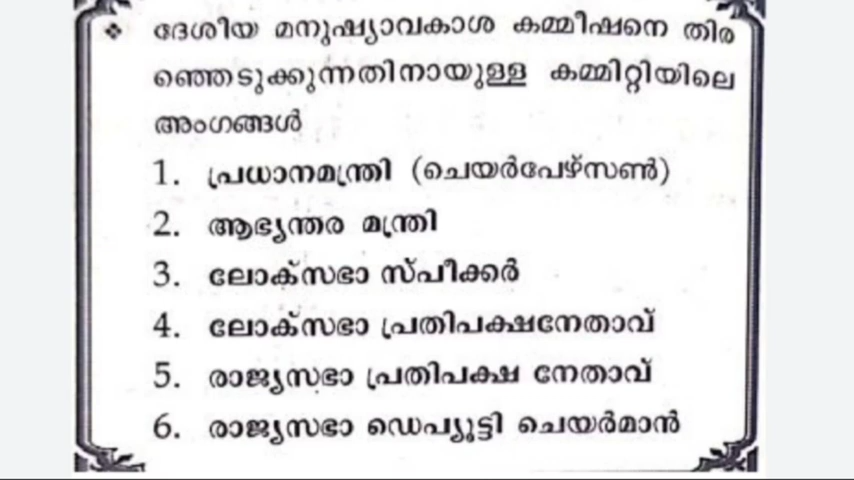 ❖ ദേശീയ മനുഷ്യാവകാശ കമ്മീഷനെ തിര
ഞ്ഞെടുക്കുന്നതിനായുള്ള കമ്മിറ്റിയിലെ
അംഗങ്ങൾ
1. പ്രധാനമന്ത്രി (ചെയർപേഴ്സൺ)
2. ആഭ്യന്തര മന്ത്രി
3. ലോക്സഭാ സ്പീക്കർ
4. ലോക്സഭാ പ്രതിപക്ഷനേതാവ്
5. രാജ്യസഭാ പ്രതിപക്ഷ നേതാവ്
6. രാജ്യസഭാ ഡെപ്യൂട്ടി ചെയർമാൻ